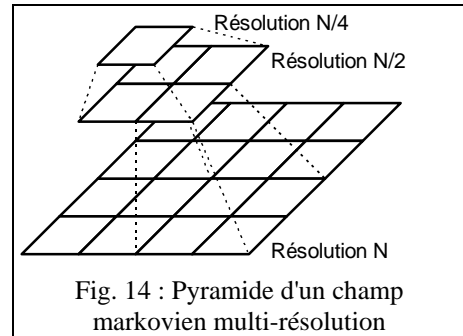 Résolution N/4
Résolution N/2
Résolution N
Fig. 14 : Pyramide d'un champ
markovien multi-résolution